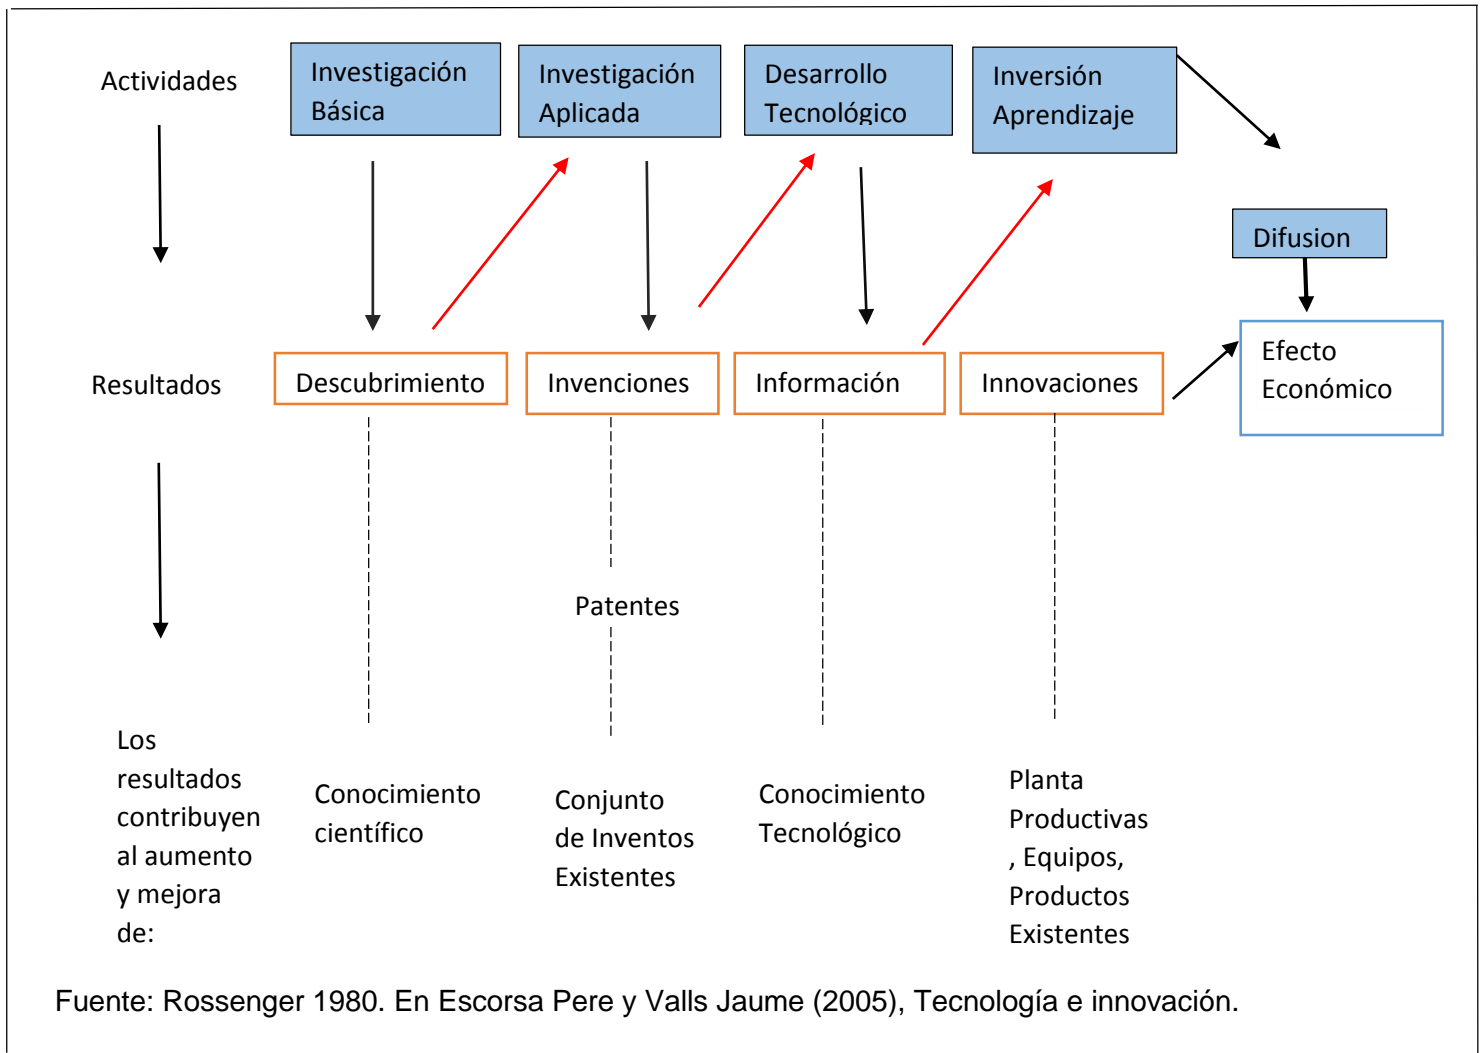 Actividades
Investigación
Básica
Investigación
Aplicada
Desarrollo
Tecnológico
Inversión
Aprendizaje
Difusion
Resultados
Descubrimiento
Invenciones
Información
Innovaciones
Efecto
Económico
Patentes
Los
resultados
contribuyen
al aumento
y mejora
de:
Conocimiento
científico
Conjunto
de Inventos
Existentes
Conocimiento
Tecnológico
Planta
Productivas
, Equipos,
Productos
Existentes
Fuente: Rossenger 1980. En Escorsa Pere y Valls Jaume (2005), Tecnología e innovación.